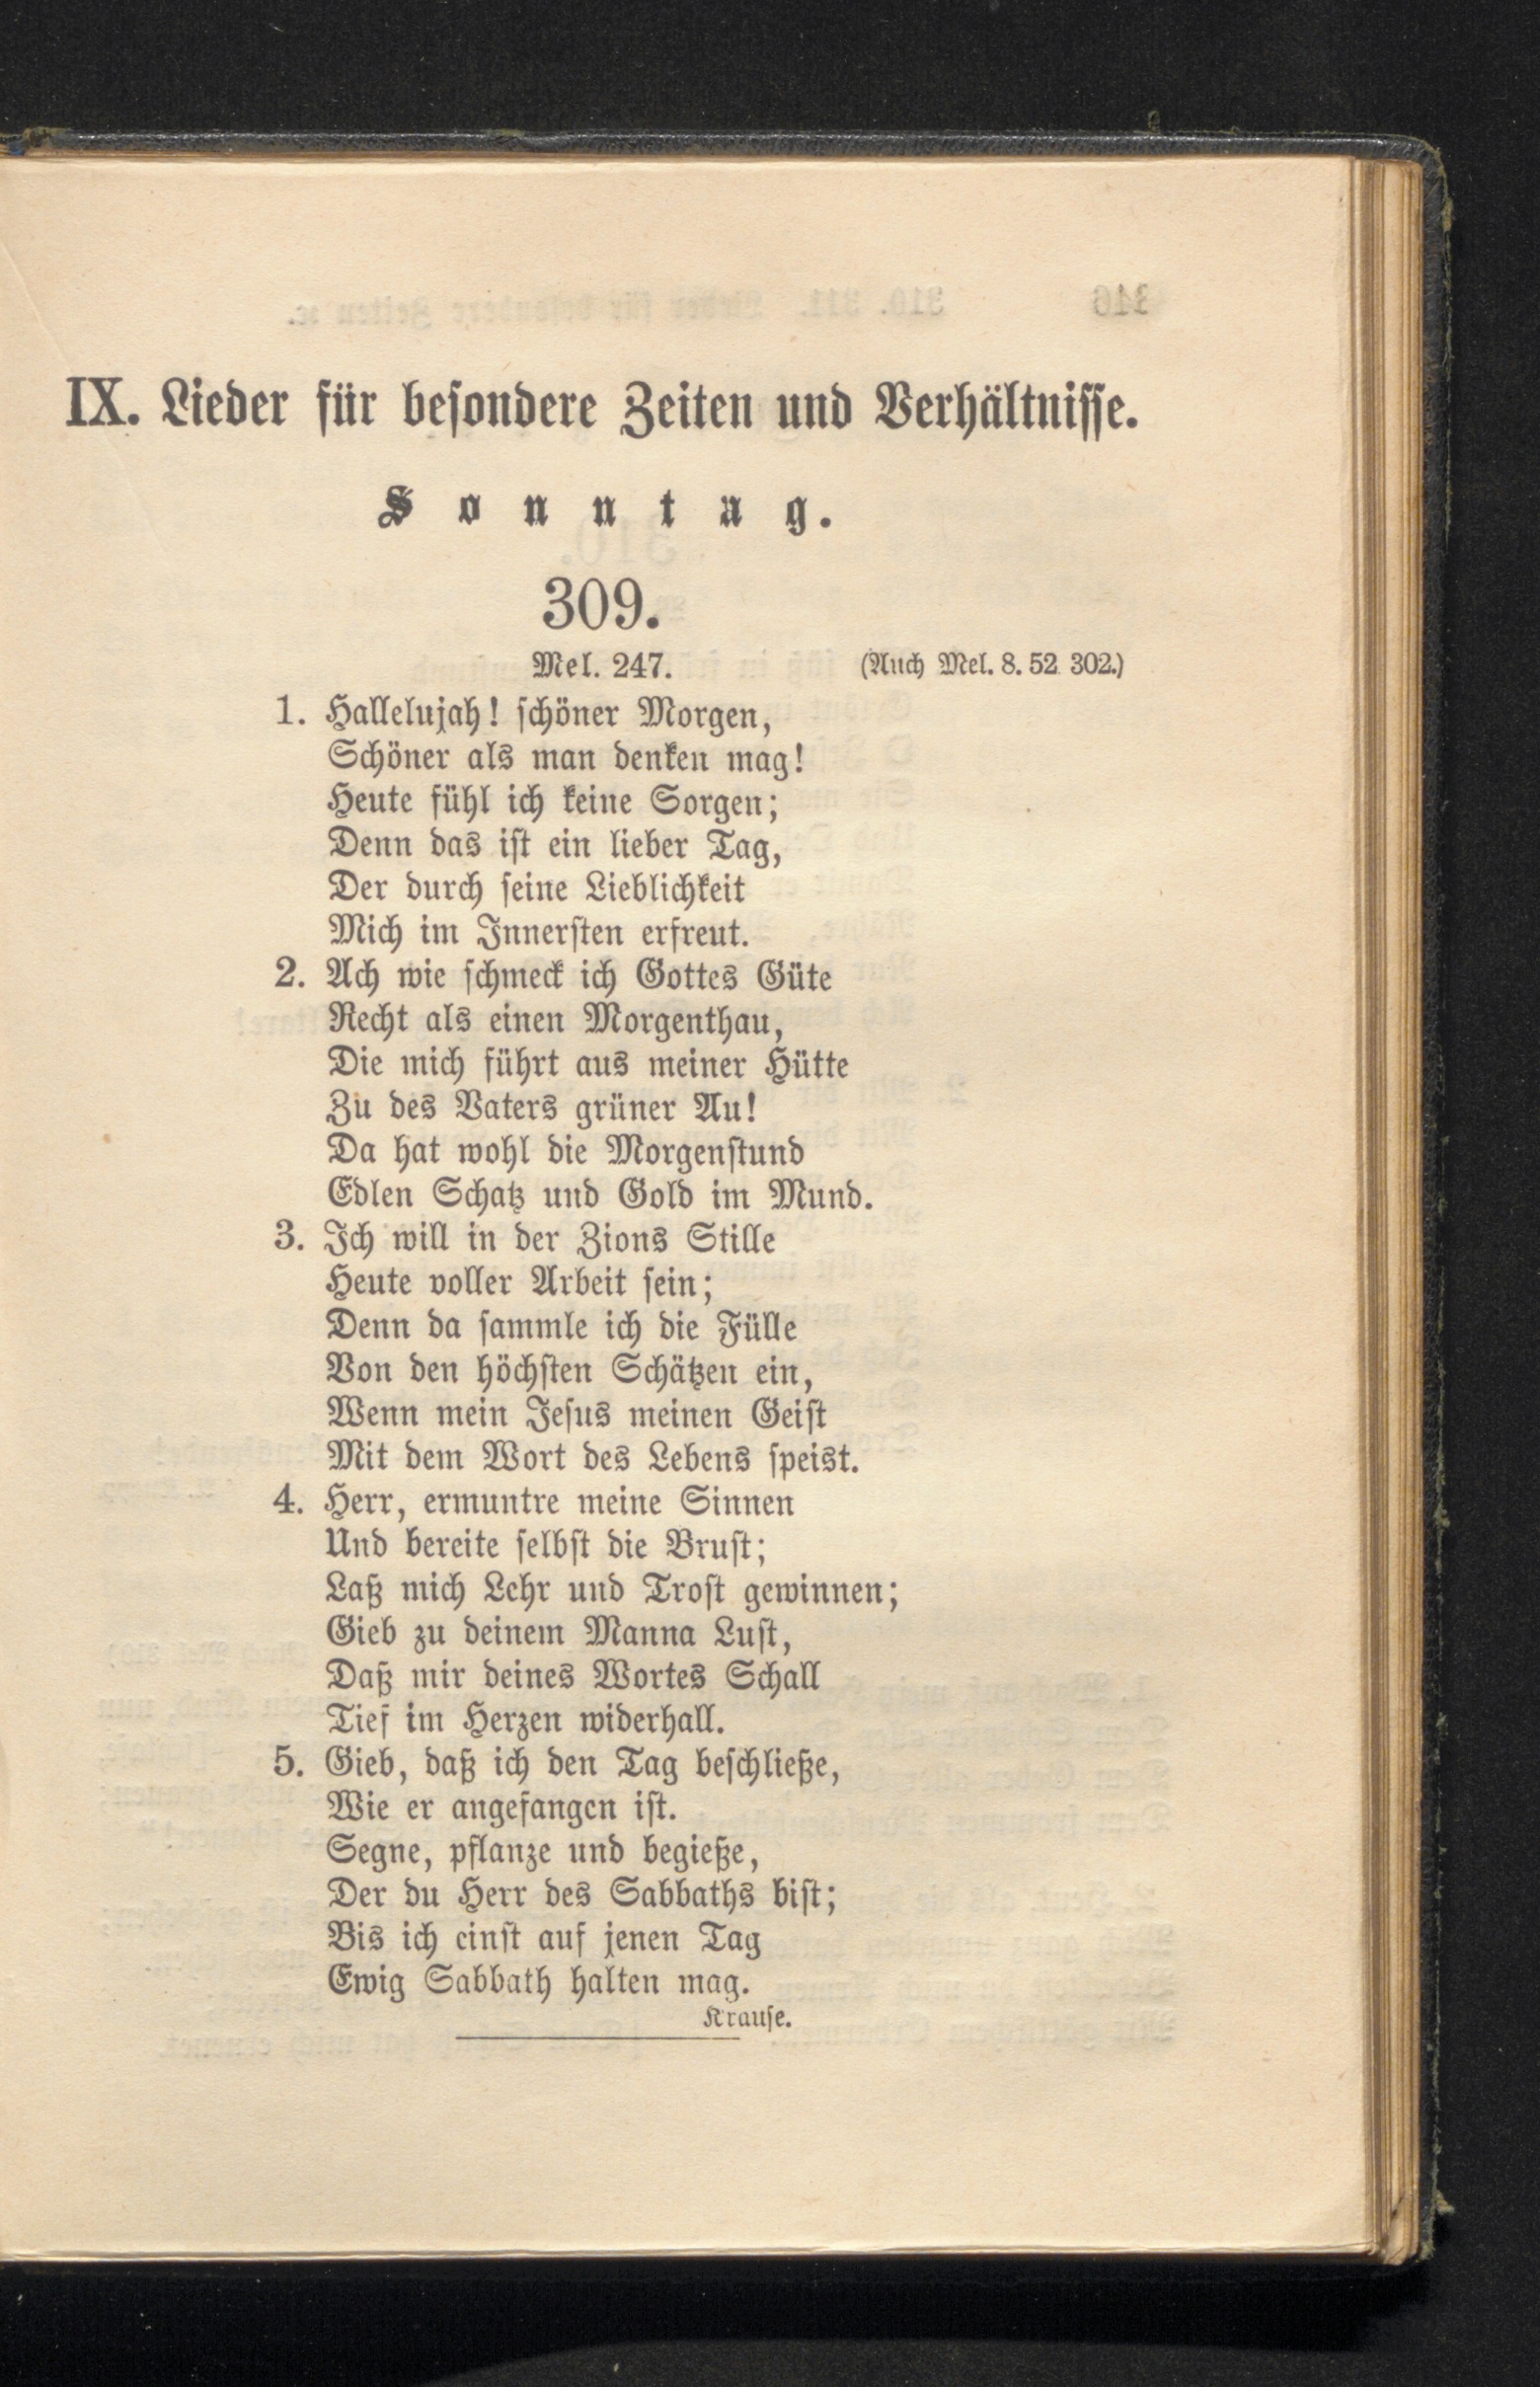 IX. Lieder für besondere Zeiten und Verhältnisse.
Sonntag.
309.
Mel. 247. (Auch Mel. 8. 52 302.)
1. Hallelujah! schöner Morgen,
Schöner als man denken mag!
Heute fühl ich keine Sorgen;
Denn das ist ein lieber Tag,
Der durch seine Lieblichkeit
Mich im Innersten erfreut.
2. Ach wie schmeck ich Gottes Güte
Recht als einen Morgenthau,
Die mich führt aus meiner Hütte
Zu des Vaters grüner Au!
Da hat wohl die Morgenstund
Edlen Schatz und Gold im Mund.
3. Ich will in der Zions Stille
Heute voller Arbeit sein;
Denn da sammle ich die Fülle
Von den höchsten Schätzen ein,
Wenn mein Jesus meinen Geist
Mit dem Wort des Lebens speist.
4. Herr, ermuntre meine Sinnen
Und bereite selbst die Brust;
Laß mich Lehr und Trost gewinnen;
Gieb zu deinem Manna Lust,
Daß mir deines Wortes Schall
Tief im Herzen widerhall.
5. Gieb, daß ich den Tag beschließe,
Wie er angefangen ist.
Segne, pflanze und begieße,
Der du Herr des Sabbaths bist;
Bis ich einst auf jenen Tag
Ewig Sabbath halten mag.
Krause.